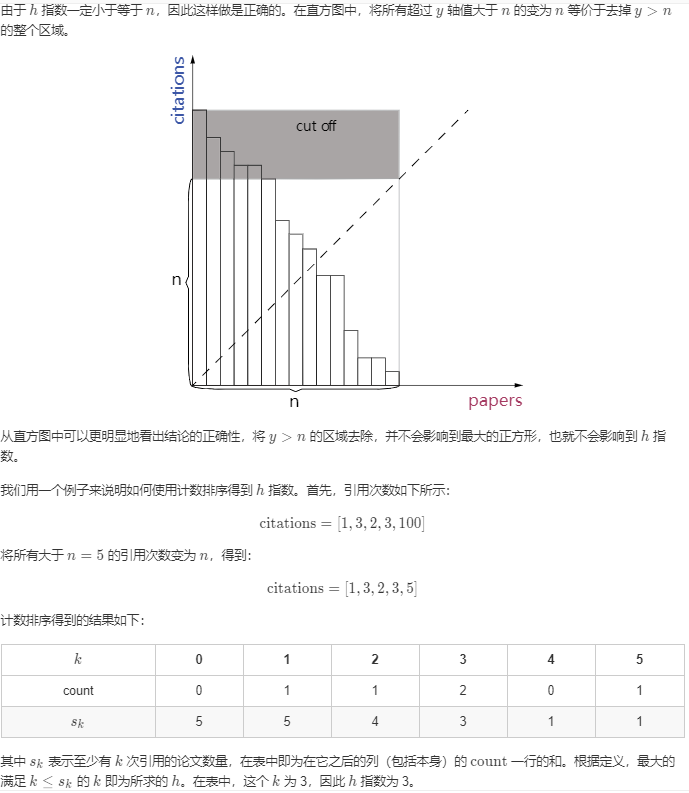 由于 h 指数一定小于等于 n，因此这样做是正确的。在直方图中，将所有超过 y 轴值大于 n 的变为 n 等价于去掉 y > n
的整个区域。
citations
cut off
n
n
papers
从直方图中可以更明显地看出结论的正确性，将 y > n 的区域去除，并不会影响到最大的正方形，也就不会影响到 h 指
数。
我们用一个例子来说明如何使用计数排序得到 h 指数。首先，引用次数如下所示：
citations = [1, 3, 2, 3, 100]
将所有大于 n = 5 的引用次数变为 n，得到：
citations = [1, 3, 2, 3, 5]
计数排序得到的结果如下：
k 0 1 2 3 4 5
count 0 1 1 2 0 1
sₖ 5 5 4 3 1 1
其中 sₖ 表示至少有 k 次引用的论文数量，在表中即为在它之后的列（包括本身）的 count 一行的和。根据定义，最大的
满足 k ≤ sₖ 的 k 即为所求的 h。在表中，这个 k 为 3，因此 h 指数为 3。